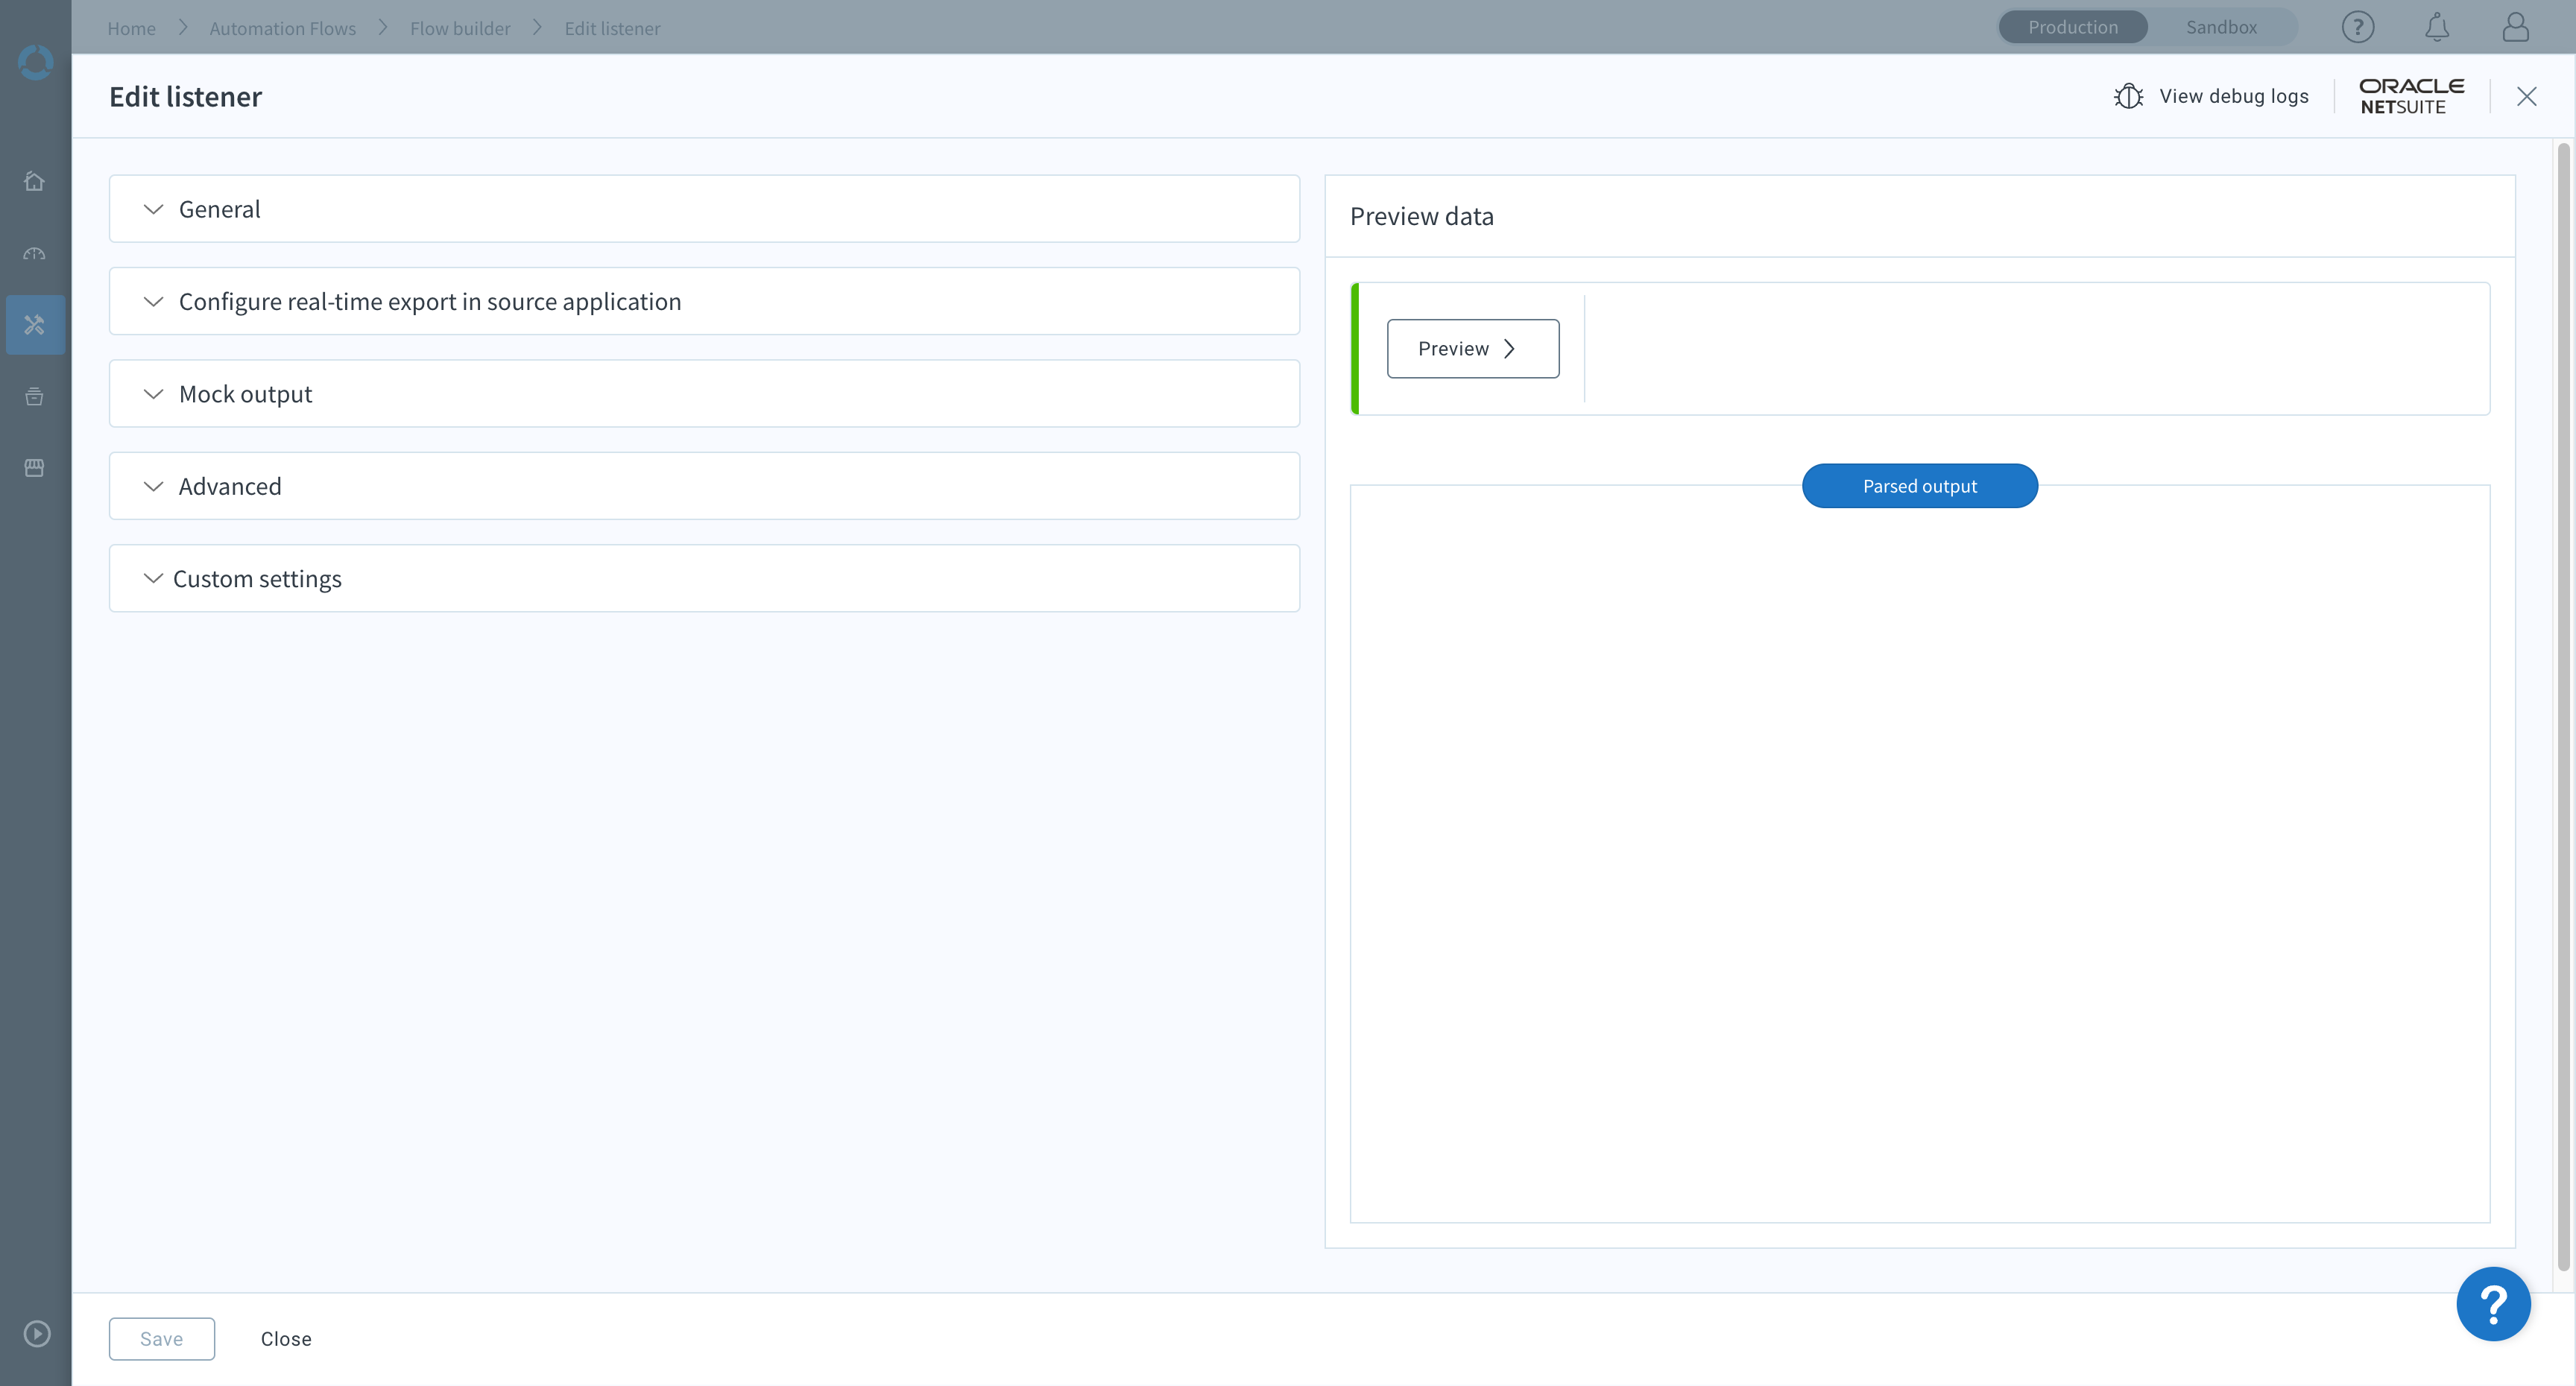 Home Automation Flows Flow builder Edit listener Production Sandbox ?
Edit listener View debug logs ORACLE
NETSUITE
General
Configure real-time export in source application
Mock output
Advanced
Custom settings
Preview data
Preview
Parsed output
?
Save Close